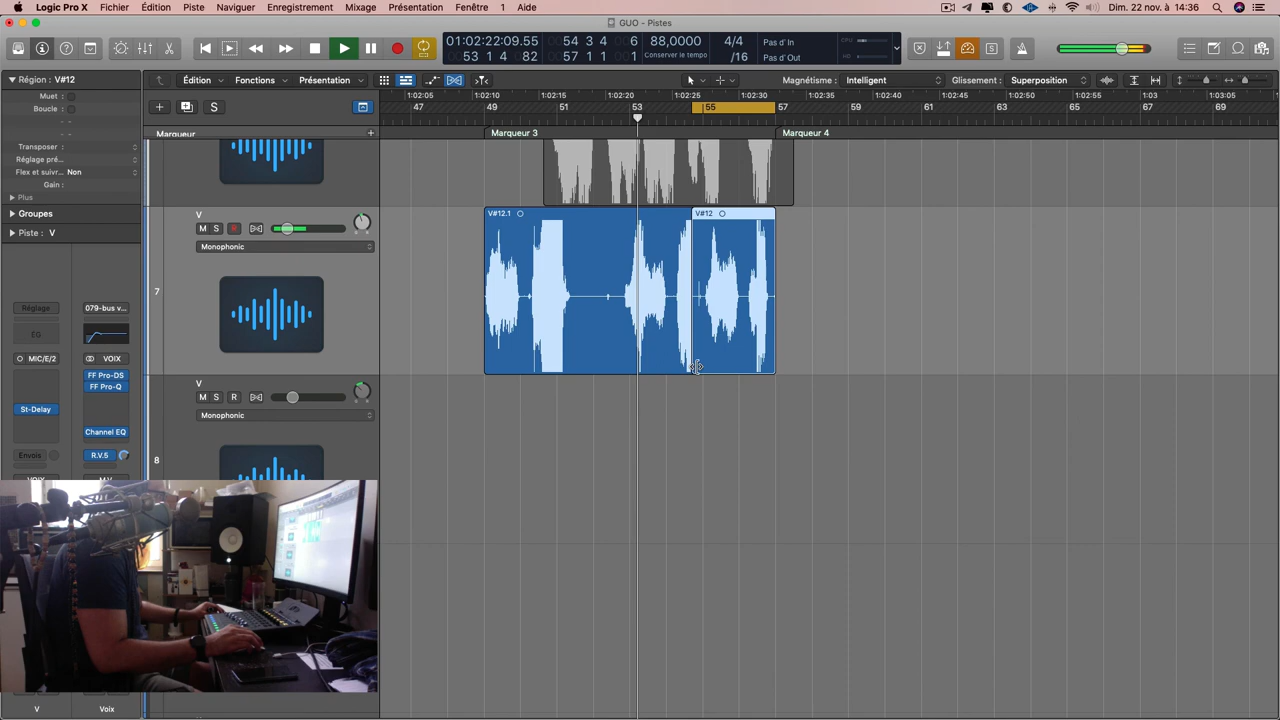 Logic Pro X Fichier Édition Pistes Naviguer Enregistrement Mixage Présentation Fenêtre 1 Aide Dim. 22 nov. à 14:36
GUO - Pistes
01:02:22:09.55 54 3 4 6 88,0000 4/4 Pas d'In CPU
53 1 4 82 57 1 1 001 Conserver le tempo /16 Pas d'Out HD
Région : V#12
Muet :
Boucle :
Transposer :
Réglage pré…
Flex et suivr… Non
Gain :
Plus
Groupes
Piste : V
Édition Fonctions Présentation Magnétisme : Intelligent Glissement : Superposition
1:02:05 1:02:10 1:02:15 1:02:20 1:02:25 1:02:30 1:02:35 1:02:40 1:02:45 1:02:50 1:02:55 1:03 1:03:05
47 49 51 53 55 57 59 61 63 65 67 69
Marqueur Marqueur 3 Marqueur 4
V
M S R
Monophonic
7
V#12.1
V#12
V
M S R
Monophonic
8
Réglage 079-bus v…
EG
MIC/E/2 VOIX
FF Pro-DS
FF Pro-Q
St-Delay
Channel EQ
Envois R.V.5
V Voix